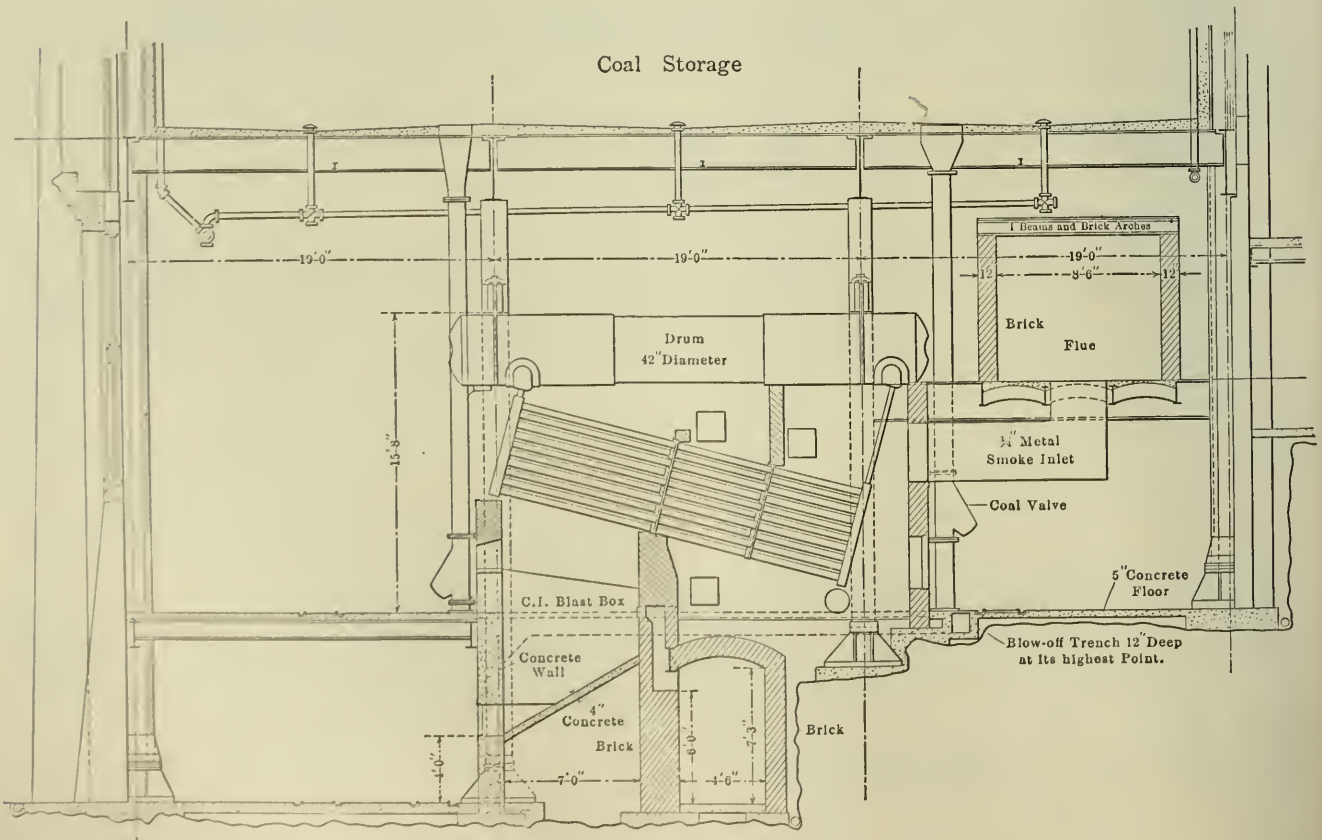 Coal Storage
I
I
I
I Beams and Brick Arches
19'0"
19'0"
19'0"
12"
8'6"
12"
Brick
Flue
Drum
42" Diameter
15'8"
¼" Metal
Smoke Inlet
Coal Valve
5" Concrete
Floor
C.I. Blast Box
Blow-off Trench 12" Deep
at Its highest Point.
Concrete
Wall
4"
Concrete
Brick
Brick
6'0"
7'3"
4'0"
7'0"
4'6"